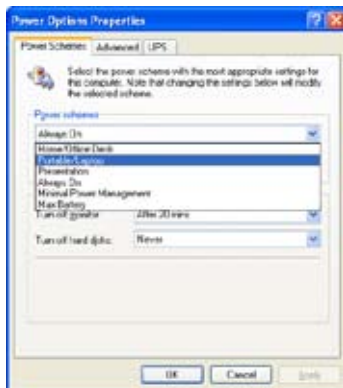 Power Options Properties
Power Schemes Advanced UPS
Select the power scheme with the most appropriate settings for
this computer. Note that changing the settings below will modify
the selected scheme.
Power schemes
Always On
Home/Office Desk
Portable/Laptop
Presentation
Always On
Minimal Power Management
Max Battery
Turn off monitor: After 20 mins
Turn off hard disks: Never
OK Cancel Apply